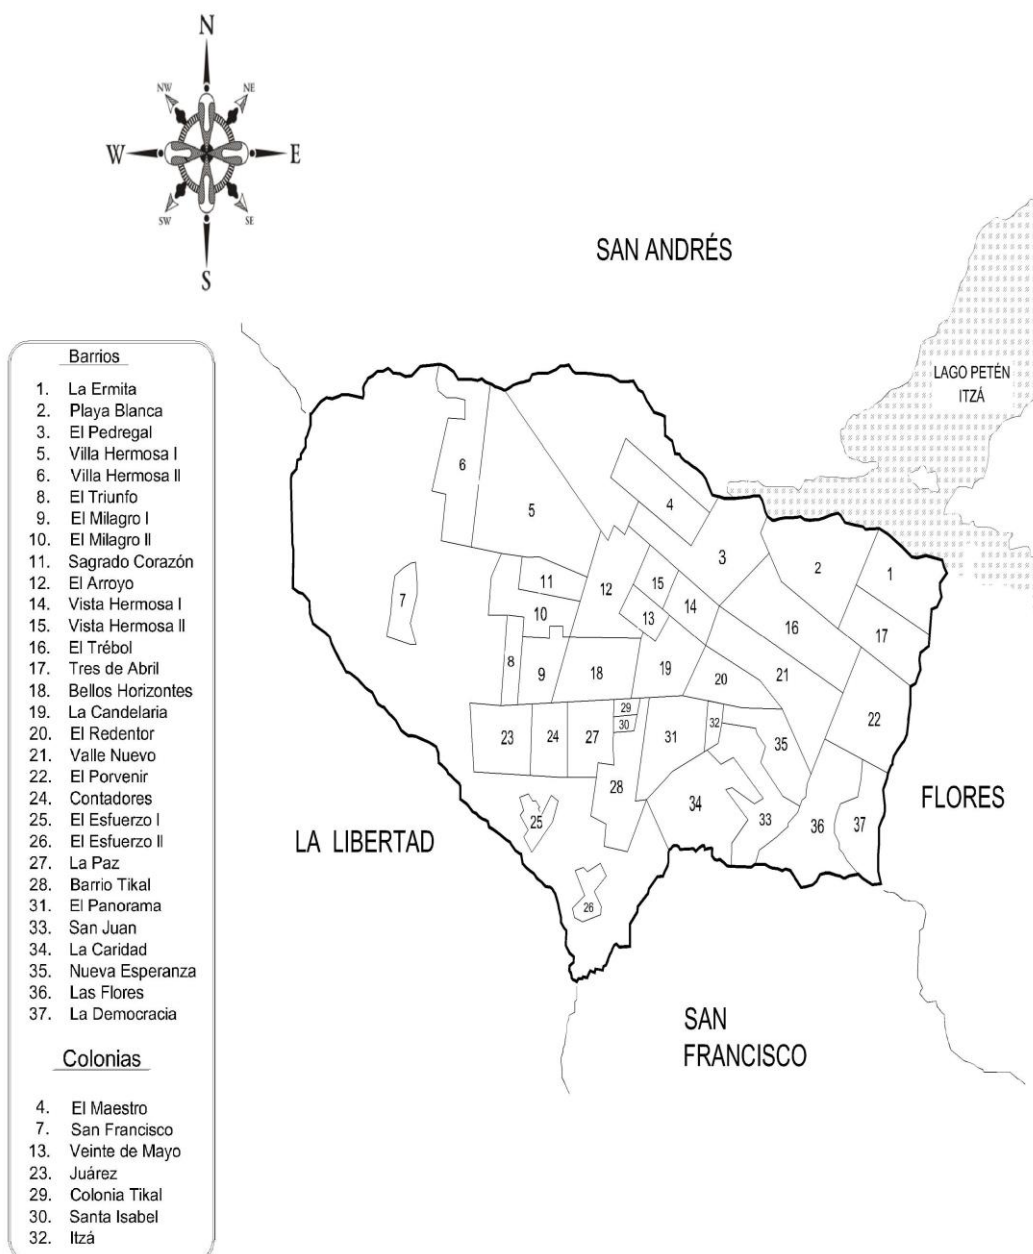 N
NW NE
W E
SW SE
S
SAN ANDRÉS
LAGO PETÉN
ITZÁ
Barrios
1. La Ermita
2. Playa Blanca
3. El Pedregal
5. Villa Hermosa I
6. Villa Hermosa II
8. El Triunfo
9. El Milagro I
10. El Milagro II
11. Sagrado Corazón
12. El Arroyo
14. Vista Hermosa I
15. Vista Hermosa II
16. El Trébol
17. Tres de Abril
18. Bellos Horizontes
19. La Candelaria
20. El Redentor
21. Valle Nuevo
22. El Porvenir
24. Contadores
25. El Esfuerzo I
26. El Esfuerzo II
27. La Paz
28. Barrio Tikal
31. El Panorama
33. San Juan
34. La Caridad
35. Nueva Esperanza
36. Las Flores
37. La Democracia
Colonias
4. El Maestro
7. San Francisco
13. Veinte de Mayo
23. Juárez
29. Colonia Tikal
30. Santa Isabel
32. Itzá
6
5
4
3
2
1
7
11
10
12
15
13
14
16
17
8
9
18
19
20
21
22
23
24
27
29
30
31
32
35
28
34
33
36
37
25
26
FLORES
LA LIBERTAD
SAN
FRANCISCO